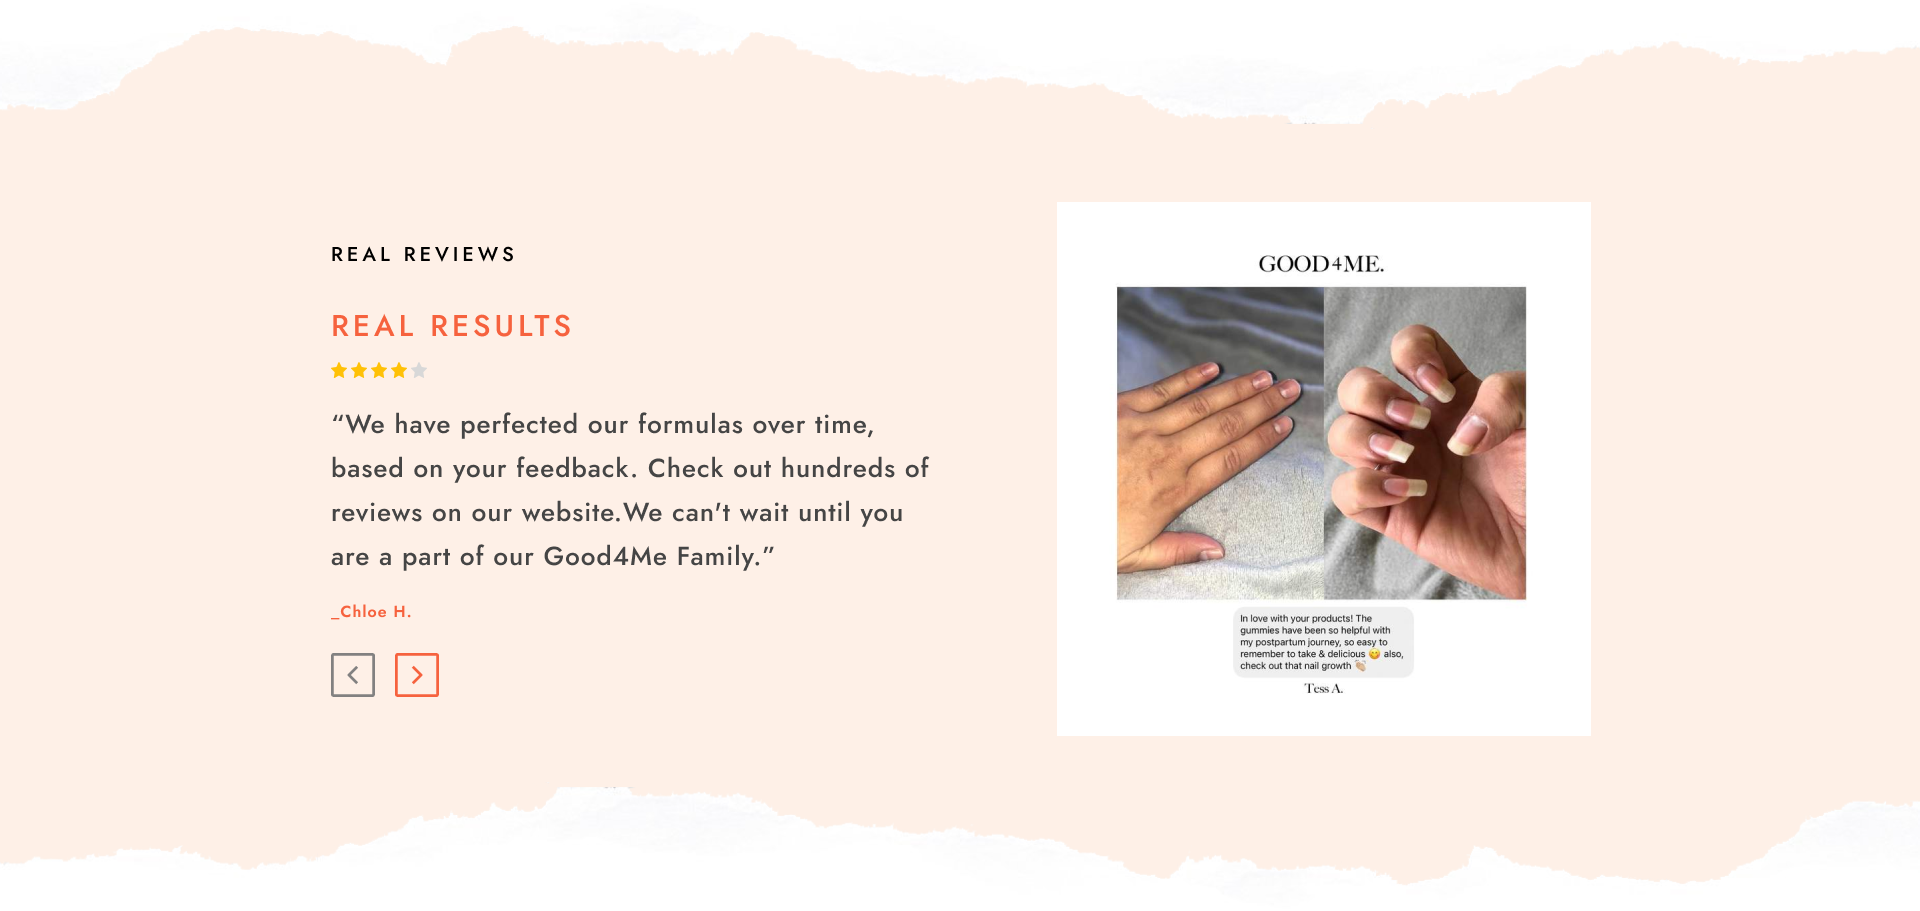 REAL REVIEWS
REAL RESULTS
“We have perfected our formulas over time,
based on your feedback. Check out hundreds of
reviews on our website.We can't wait until you
are a part of our Good4Me Family.”
_Chloe H.
GOOD4ME.
In love with your products! The
gummies have been so helpful with
my postpartum journey, so easy to
remember to take & delicious 😋 also,
check out that nail growth 👏🏼
Tess A.